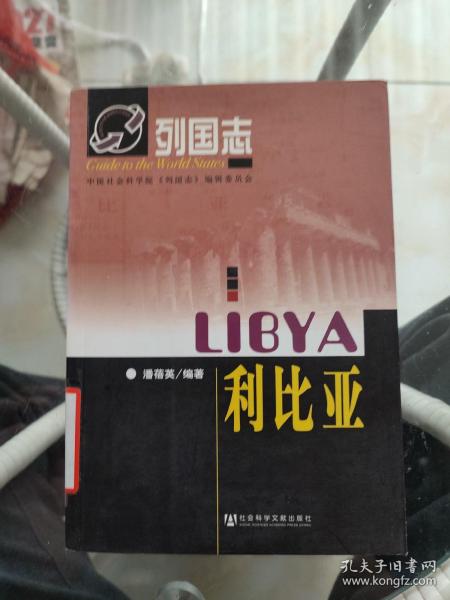 27
列国志
Guide to the World States
中国社会科学院《列国志》编辑委员会
LIBYA
潘蓓英/编著
利比亚
社会科学文献出版社
孔夫子旧书网
www.kongfz.com